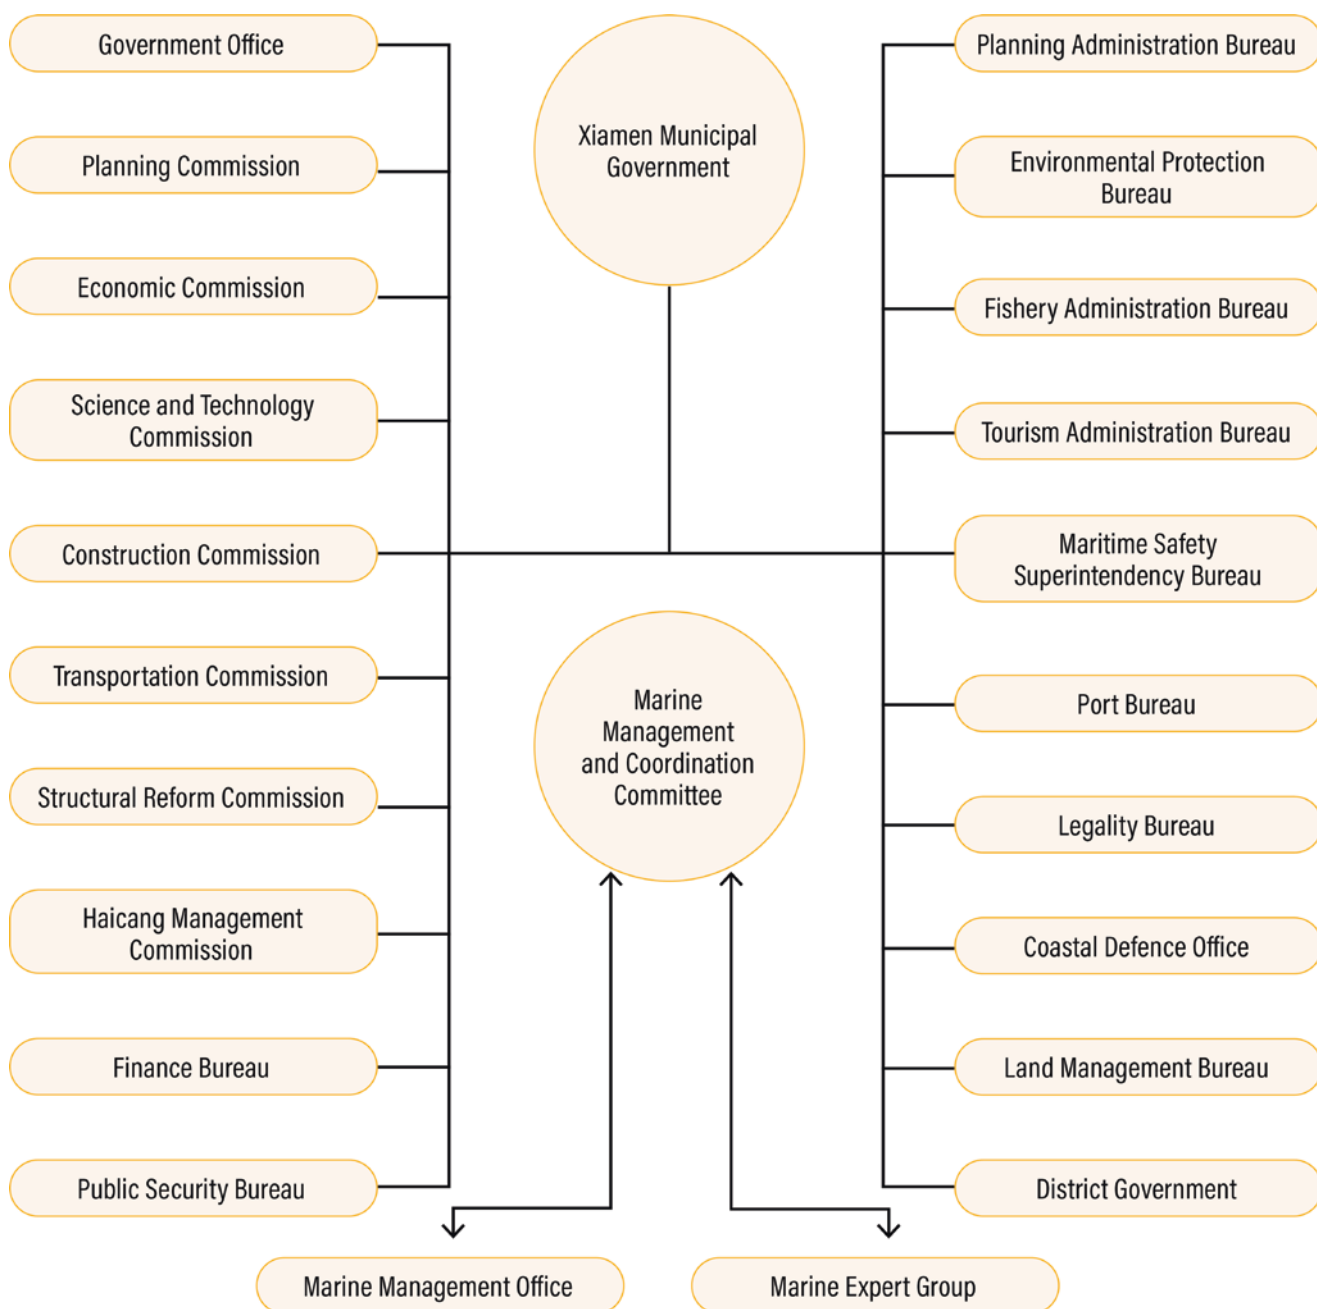 Government Office
Planning Commission
Economic Commission
Science and Technology
Commission
Construction Commission
Transportation Commission
Structural Reform Commission
Haicang Management
Commission
Finance Bureau
Public Security Bureau
Xiamen Municipal
Government
Marine
Management
and Coordination
Committee
Planning Administration Bureau
Environmental Protection
Bureau
Fishery Administration Bureau
Tourism Administration Bureau
Maritime Safety
Superintendency Bureau
Port Bureau
Legality Bureau
Coastal Defence Office
Land Management Bureau
District Government
Marine Management Office
Marine Expert Group